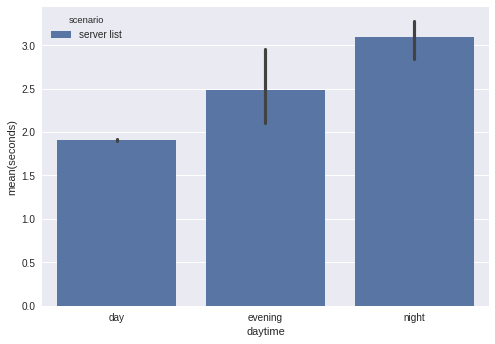 scenario
server list
3.0
2.5
2.0
1.5
1.0
0.5
0.0
mean(seconds)
day evening night
daytime